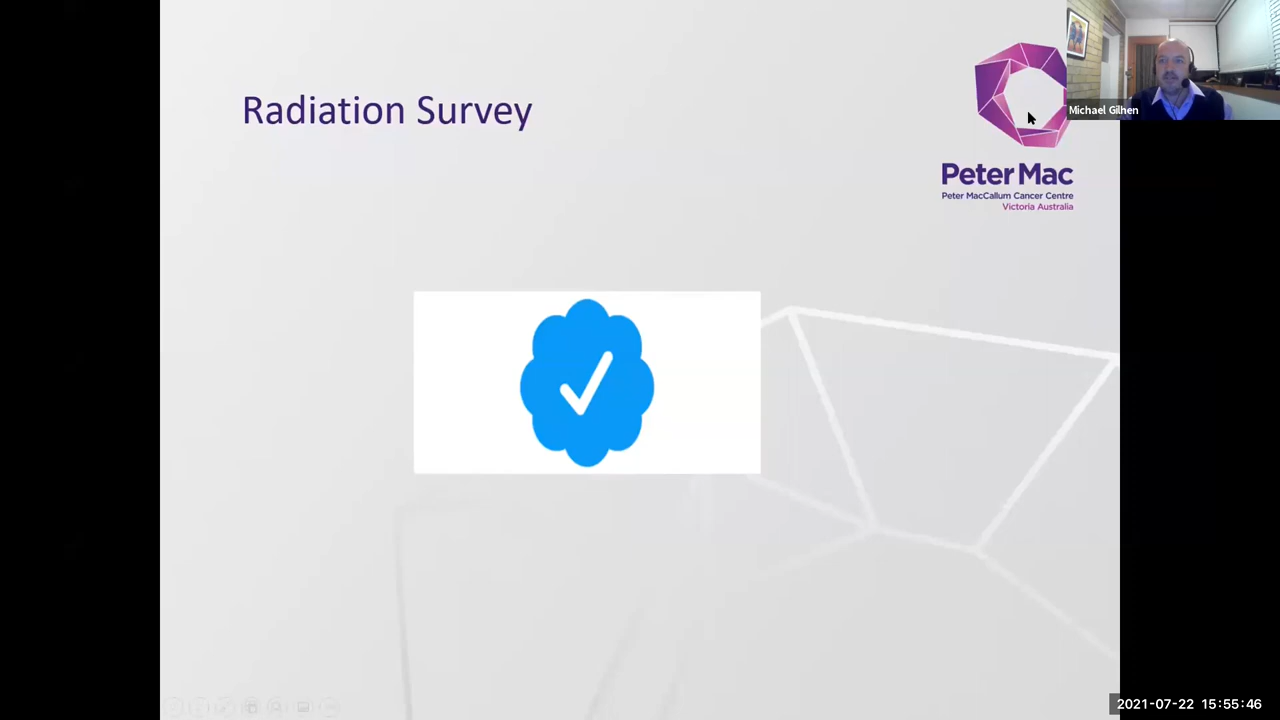 Radiation Survey
Michael Gilhen
Peter Mac
Peter MacCallum Cancer Centre
Victoria Australia
2021-07-22 15:55:46